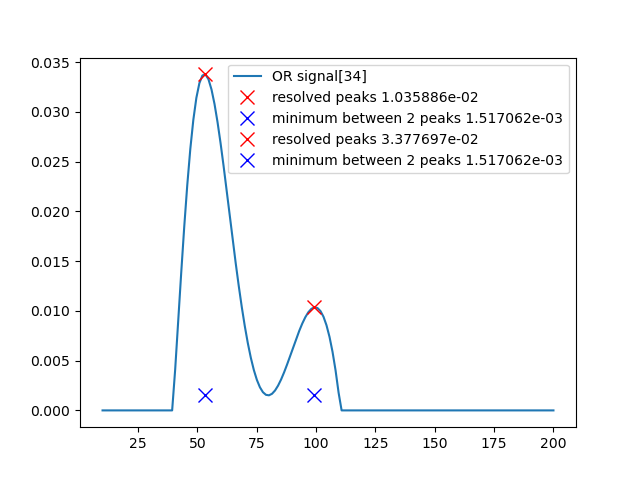 0.035
0.030
0.025
0.020
0.015
0.010
0.005
0.000
OR signal[34]
resolved peaks 1.035886e-02
minimum between 2 peaks 1.517062e-03
resolved peaks 3.377697e-02
minimum between 2 peaks 1.517062e-03
25 50 75 100 125 150 175 200